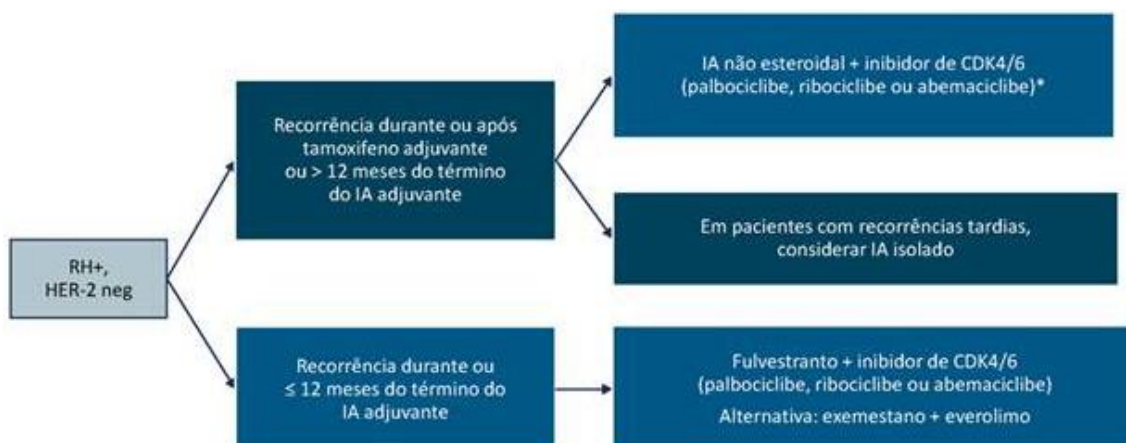 RH+,
HER-2 neg
Recorrência durante ou após
tamoxifeno adjuvante
ou > 12 meses do término
do IA adjuvante
IA não esteroidal + inibidor de CDK4/6
(palbociclibe, ribociclibe ou abemaciclibe)*
Em pacientes com recorrências tardias,
considerar IA isolado
Recorrência durante ou
≤ 12 meses do término do
IA adjuvante
Fulvestranto + inibidor de CDK4/6
(palbociclibe, ribociclibe ou abemaciclibe)
Alternativa: exemestano + everolimo